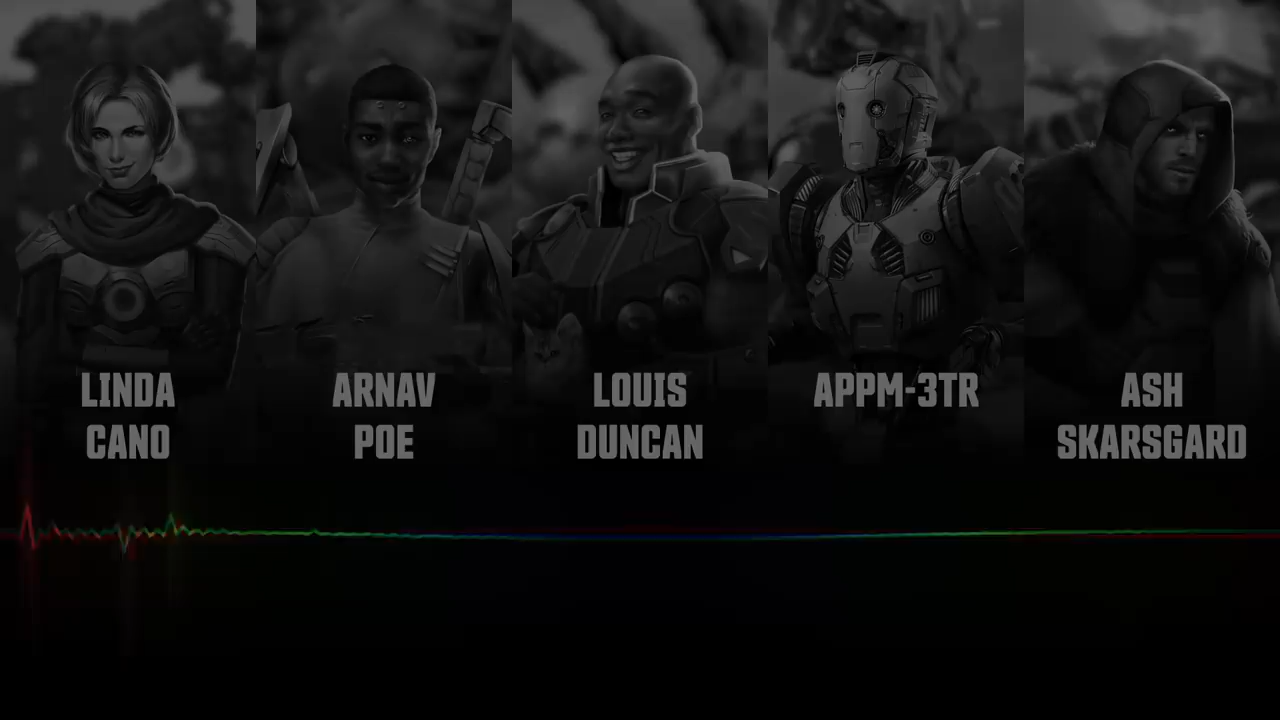 LINDA
CANO
ARNAV
POE
LOUIS
DUNCAN
APPM-3TR
ASH
SKARSGARD